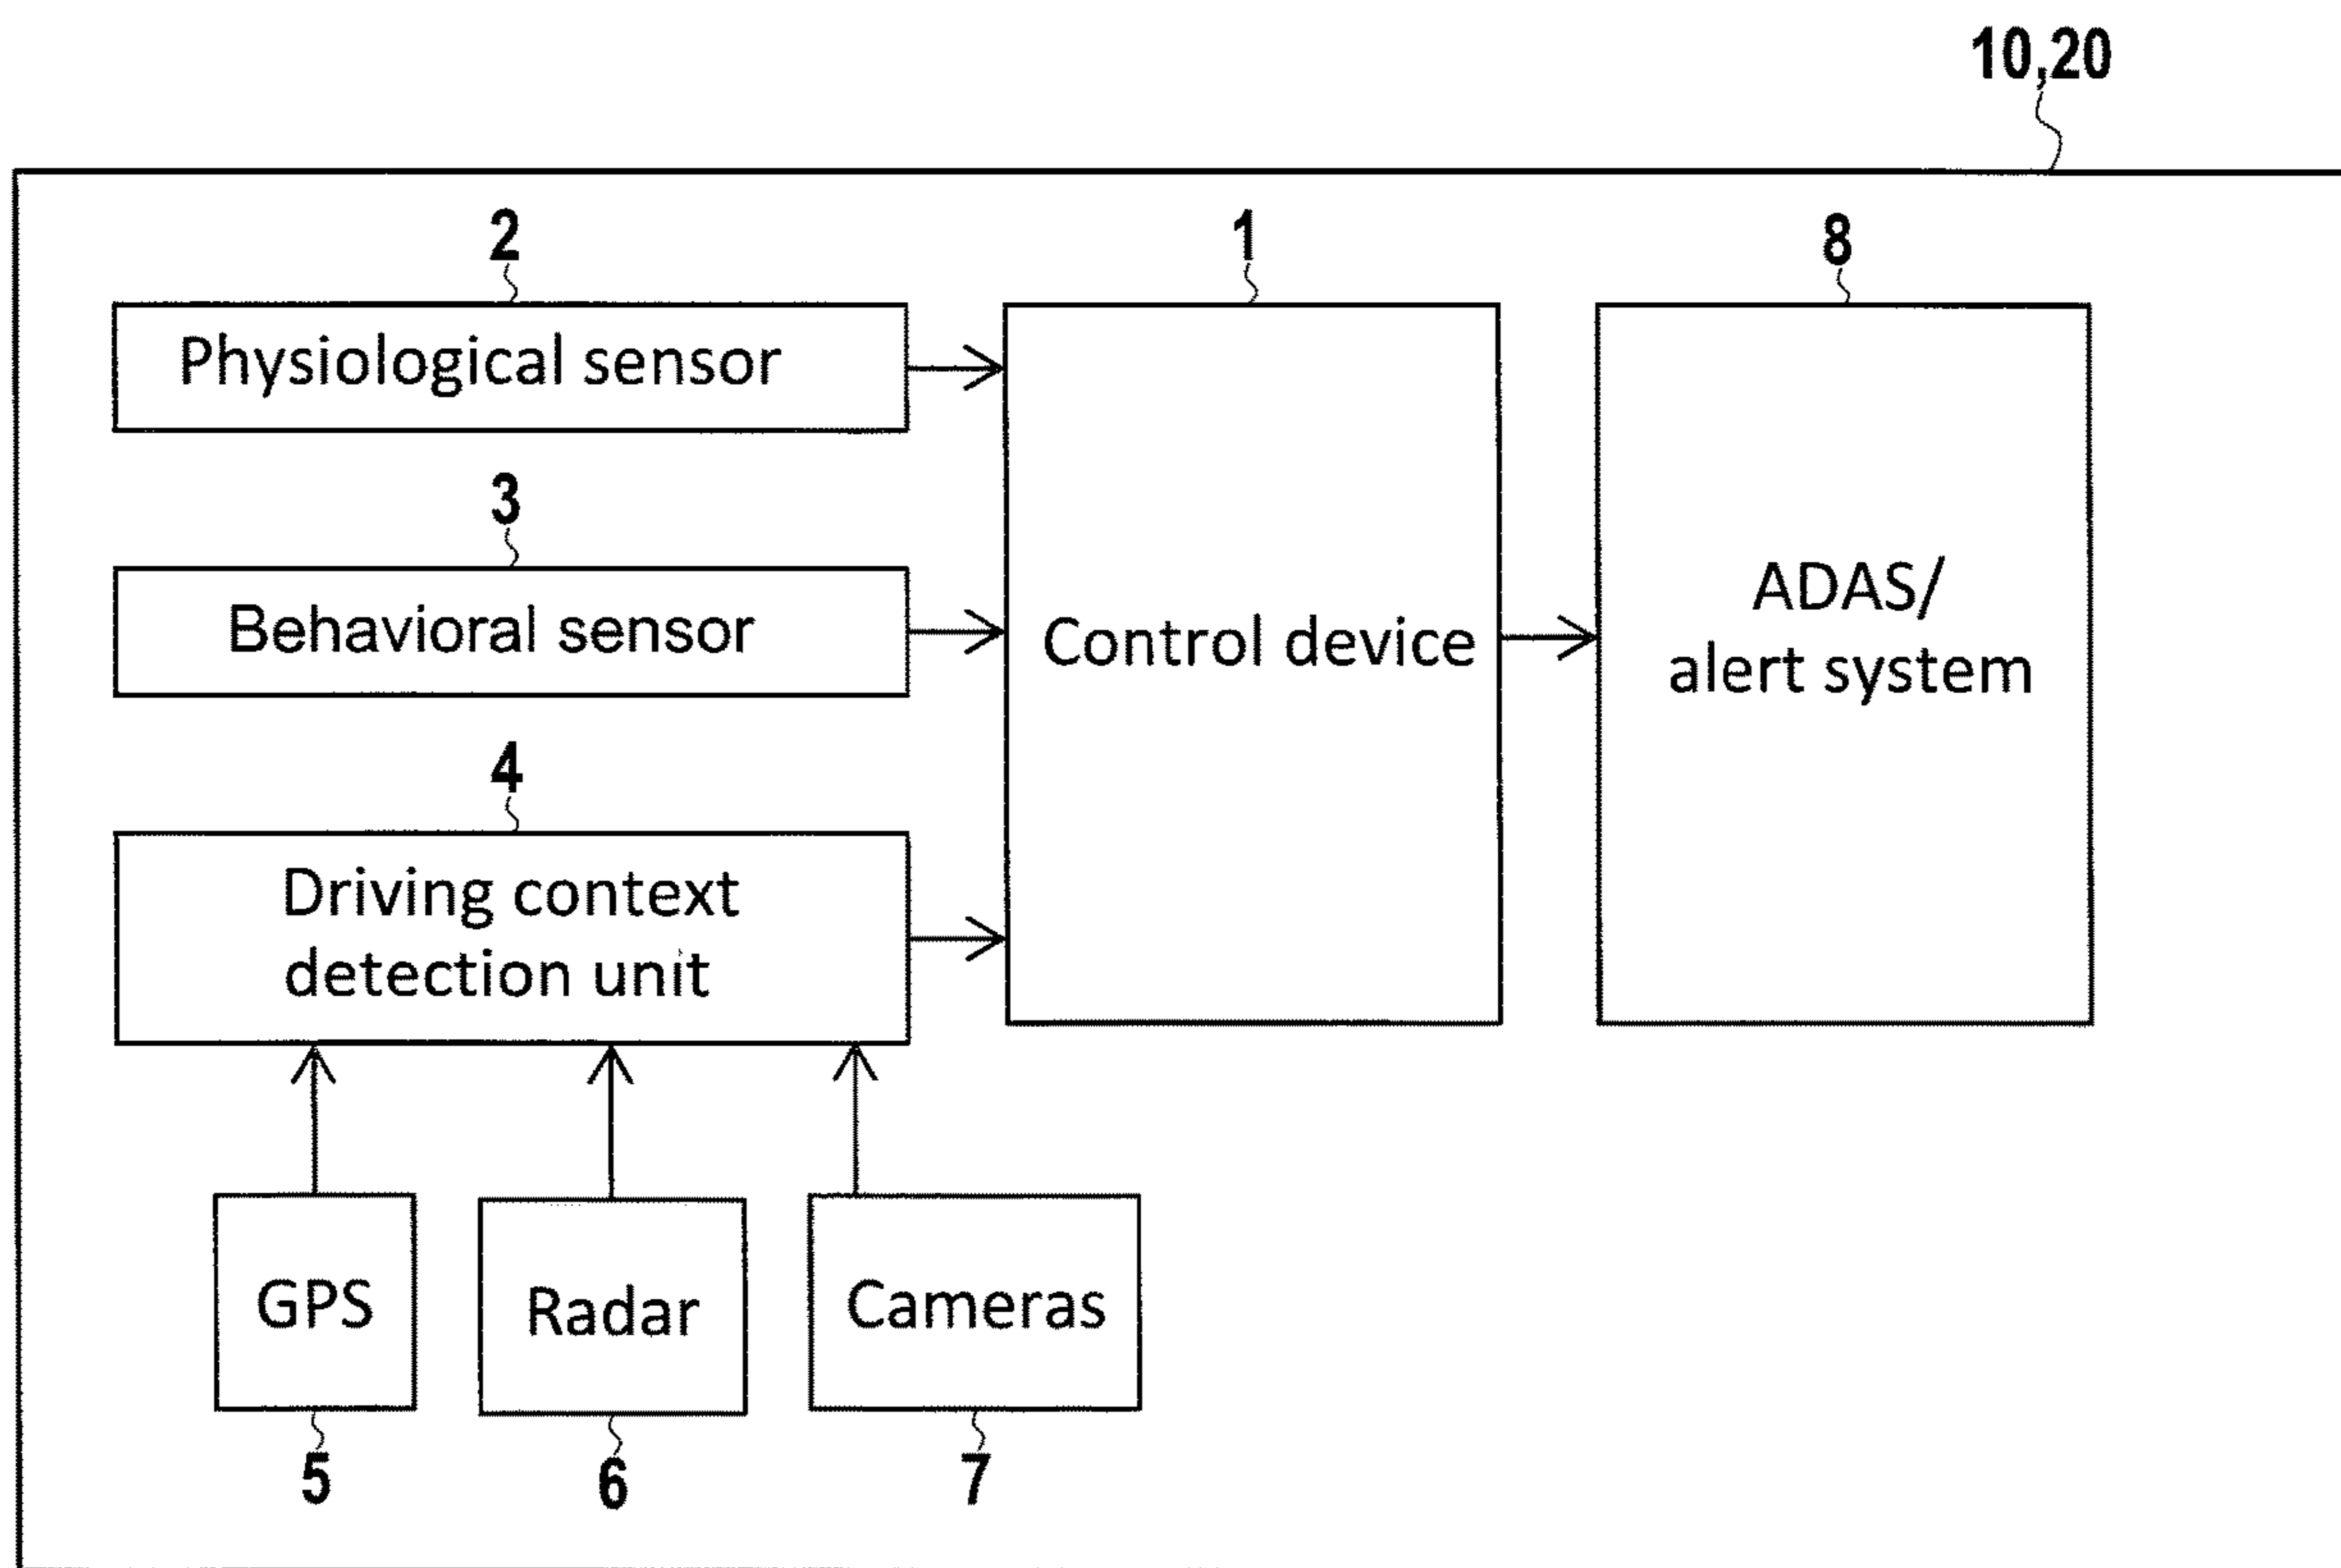 10,20
2
1
8
Physiological sensor
3
Behavioral sensor
Control device
ADAS/
alert system
4
Driving context
detection unit
GPS
Radar
Cameras
5
6
7